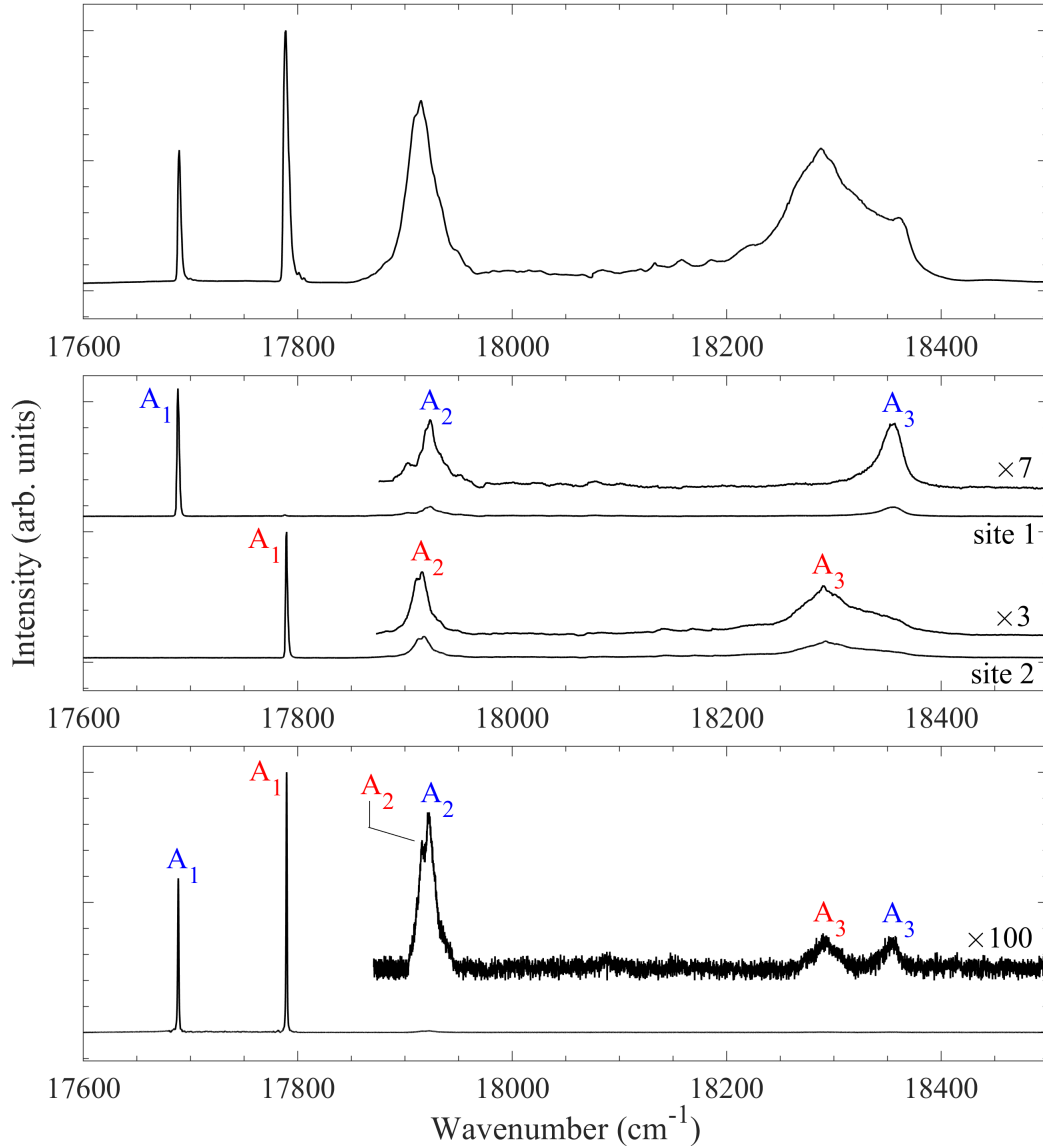 17600 17800 18000 18200 18400
A₁ A₂ A₃
×7
site 1
A₁ A₂ A₃
×3
site 2
17600 17800 18000 18200 18400
A₁ A₁ A₂ A₂
A₃ A₃
×100
17600 17800 18000 18200 18400
Wavenumber (cm⁻¹)
Intensity (arb. units)